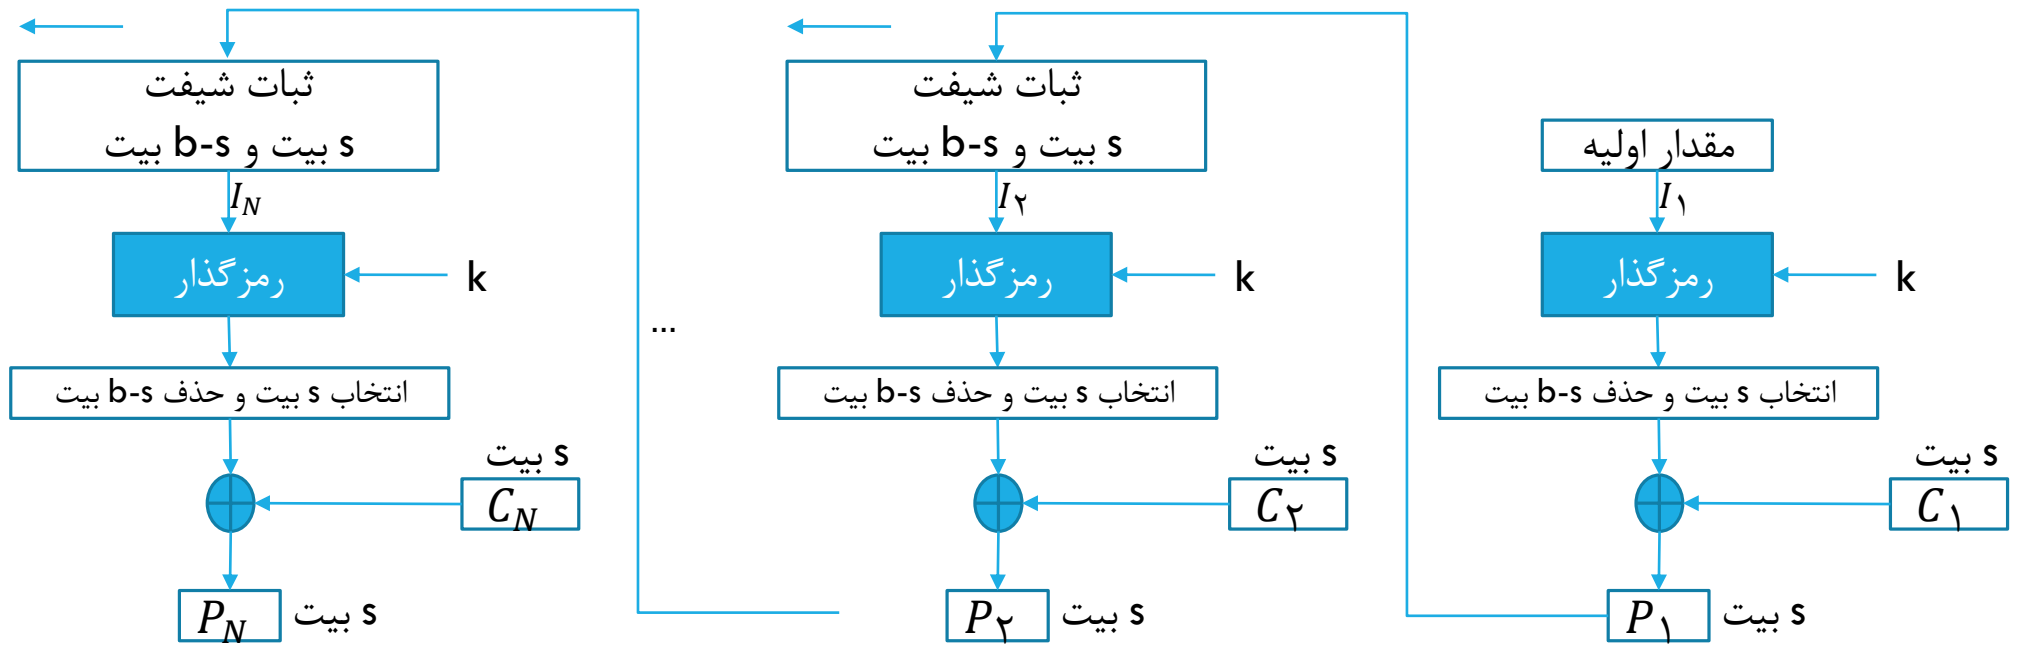 مقدار اولیه
I۱
رمزگذار
k
انتخاب s بیت و حذف b-s بیت
s بیت
C۱
P۱
s بیت
ثبات شیفت
s بیت و b-s بیت
I۲
رمزگذار
k
انتخاب s بیت و حذف b-s بیت
s بیت
C۲
P۲
s بیت
...
ثبات شیفت
s بیت و b-s بیت
I_N
رمزگذار
k
انتخاب s بیت و حذف b-s بیت
s بیت
C_N
P_N
s بیت